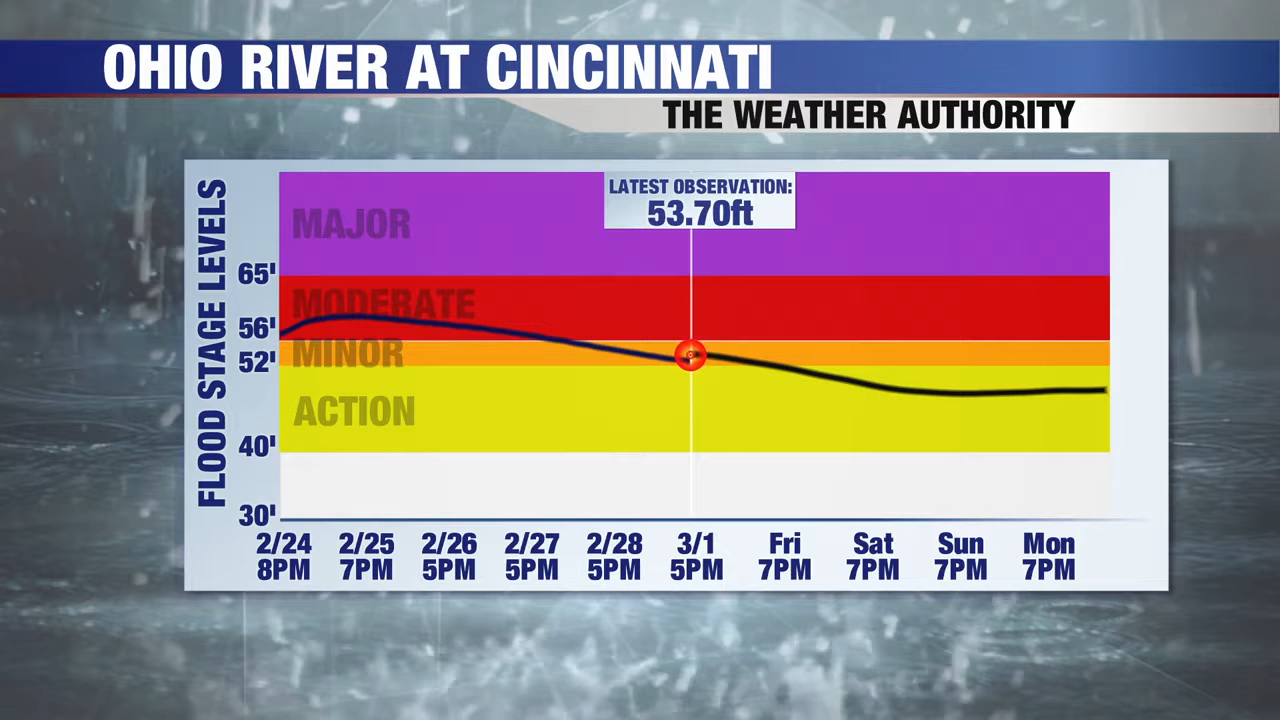 OHIO RIVER AT CINCINNATI
THE WEATHER AUTHORITY
LATEST OBSERVATION:
53.70ft
FLOOD STAGE LEVELS
MAJOR
65'
MODERATE
56'
MINOR
52'
ACTION
40'
30'
2/24 2/25 2/26 2/27 2/28 3/1 Fri Sat Sun Mon
8PM 7PM 5PM 5PM 5PM 5PM 7PM 7PM 7PM 7PM